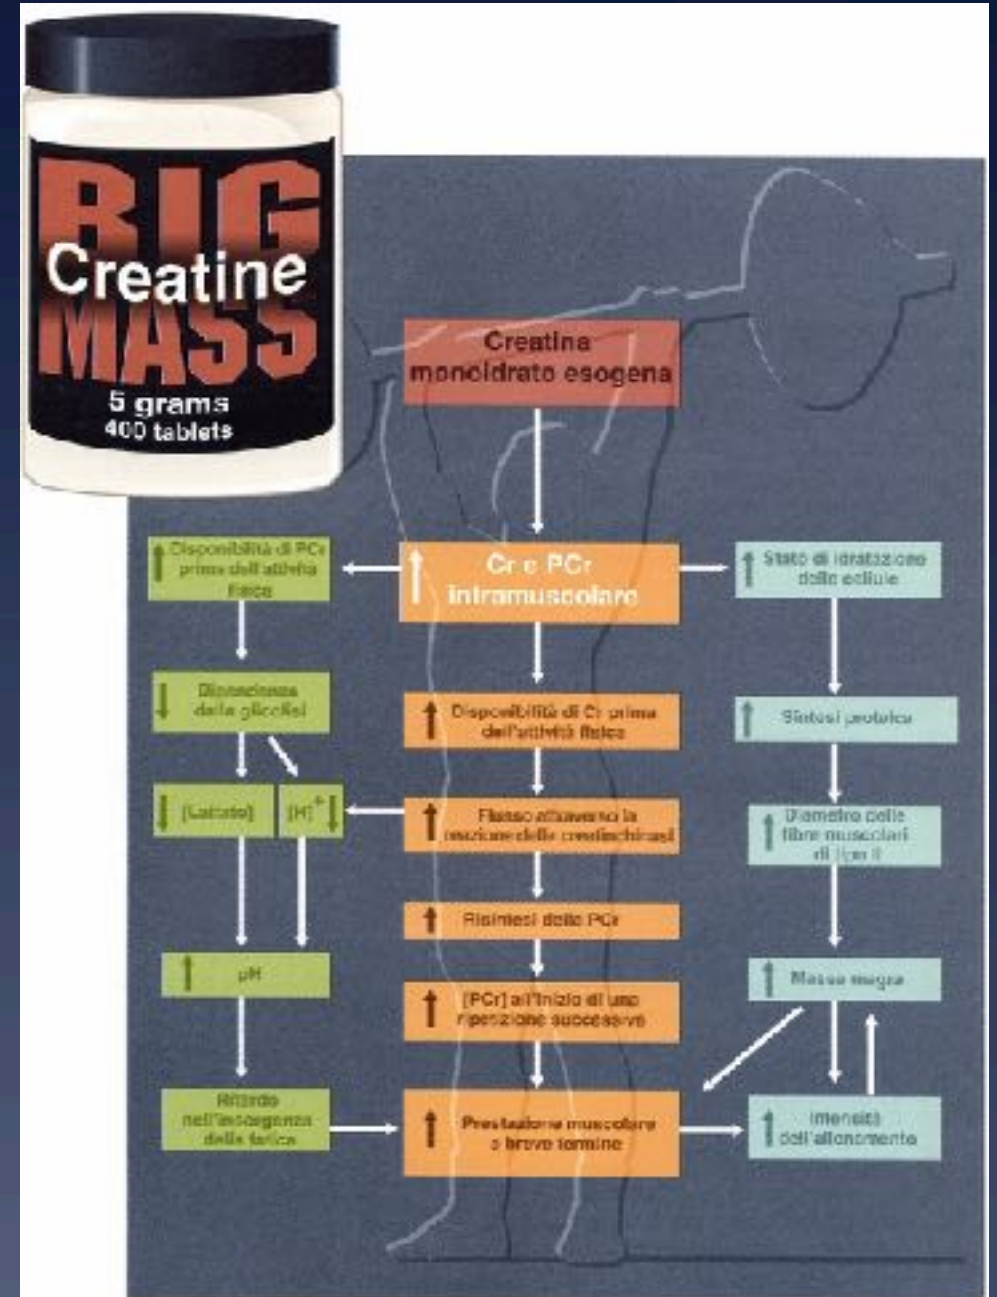 BIG
Creatine
MASS
5 grams
400 tablets
Creatina
monoidrato esogena
Disponibilità di PCr
prima dell'attività
fisica
Cr e PCr
intramuscolare
Stato di idratazione
delle cellule
Dipendenza
dalla glicolisi
Disponibilità di Cr prima
dell'attività fisica
Sintesi proteica
[Lattato]
[H]+
Flusso attraverso la
reazione della creatinchinasi
Diametro delle
fibre muscolari
di tipo II
Risintesi della PCr
pH
Massa magra
[PCr] all'inizio di una
ripetizione successiva
Ritardo
nell'insorgenza
della fatica
Prestazione muscolare
a breve termine
Intensità
dell'allenamento